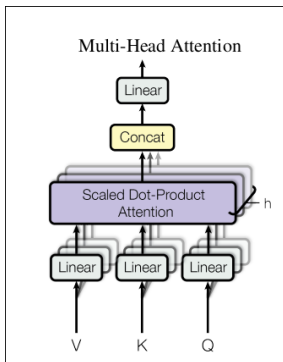 Multi-Head Attention
Linear
Concat
Scaled Dot-Product
Attention
h
Linear Linear Linear
V K Q